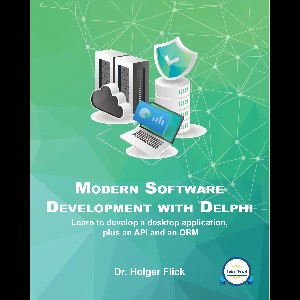 Modern Software
Development with Delphi
Learn to develop a desktop application,
plus an API and an ORM
Dr. Holger Flick